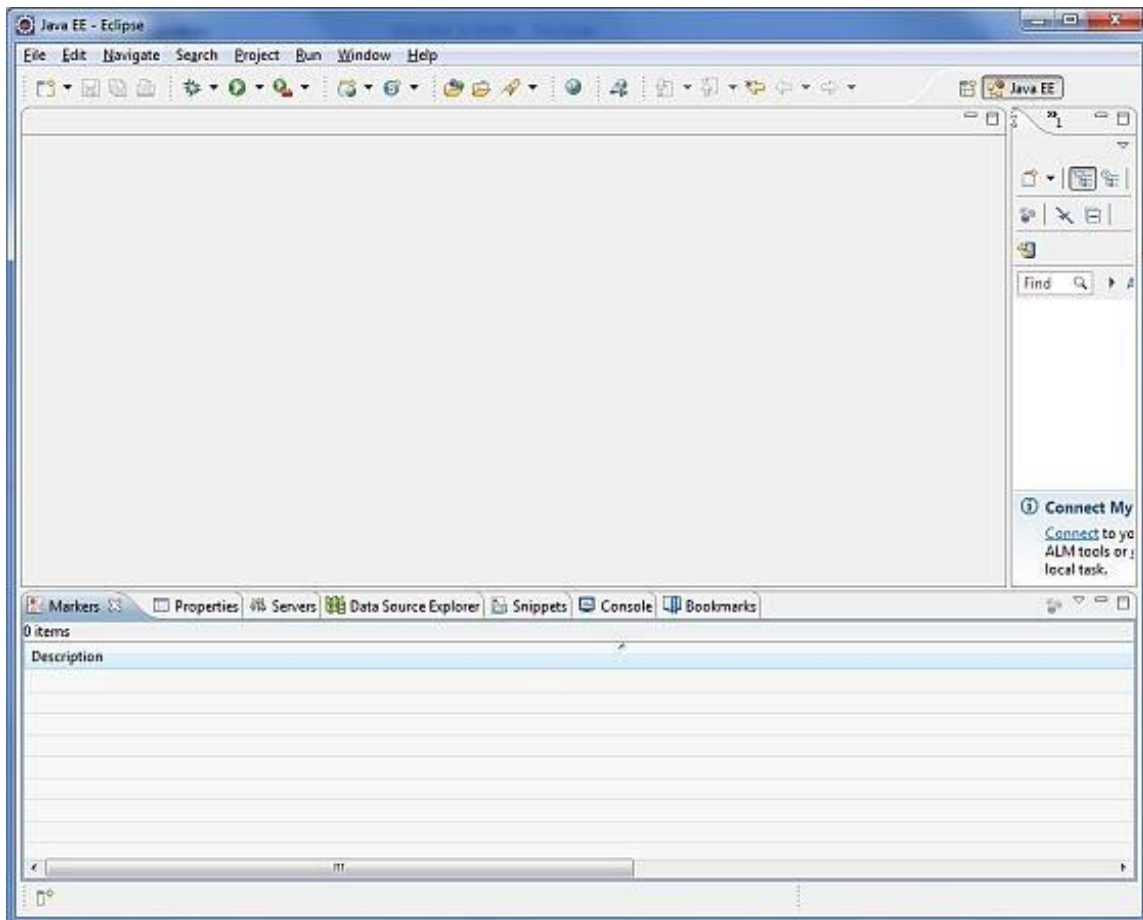 Java EE - Eclipse
File Edit Navigate Search Project Run Window Help
Java EE
Find
Connect My
Connect to yo
ALM tools or
local task.
Markers Properties Servers Data Source Explorer Snippets Console Bookmarks
0 items
Description